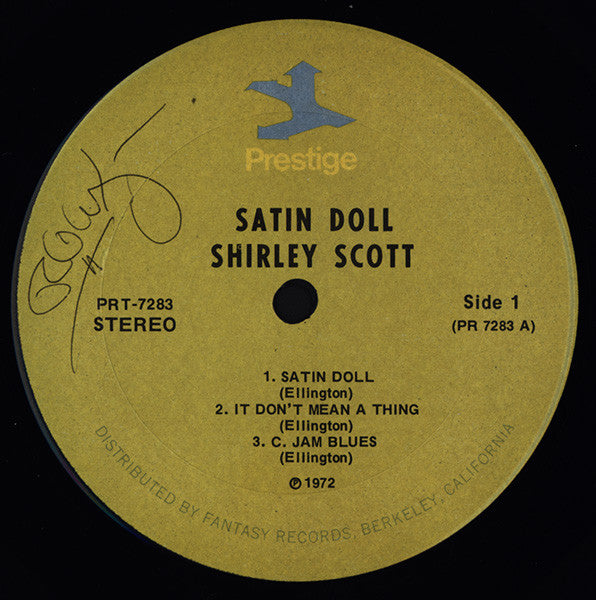 Prestige
SATIN DOLL
SHIRLEY SCOTT
PRT-7283
STEREO
Side 1
(PR 7283 A)
1. SATIN DOLL
(Ellington)
2. IT DON'T MEAN A THING
(Ellington)
3. C. JAM BLUES
(Ellington)
℗ 1972
DISTRIBUTED BY FANTASY RECORDS, BERKELEY, CALIFORNIA